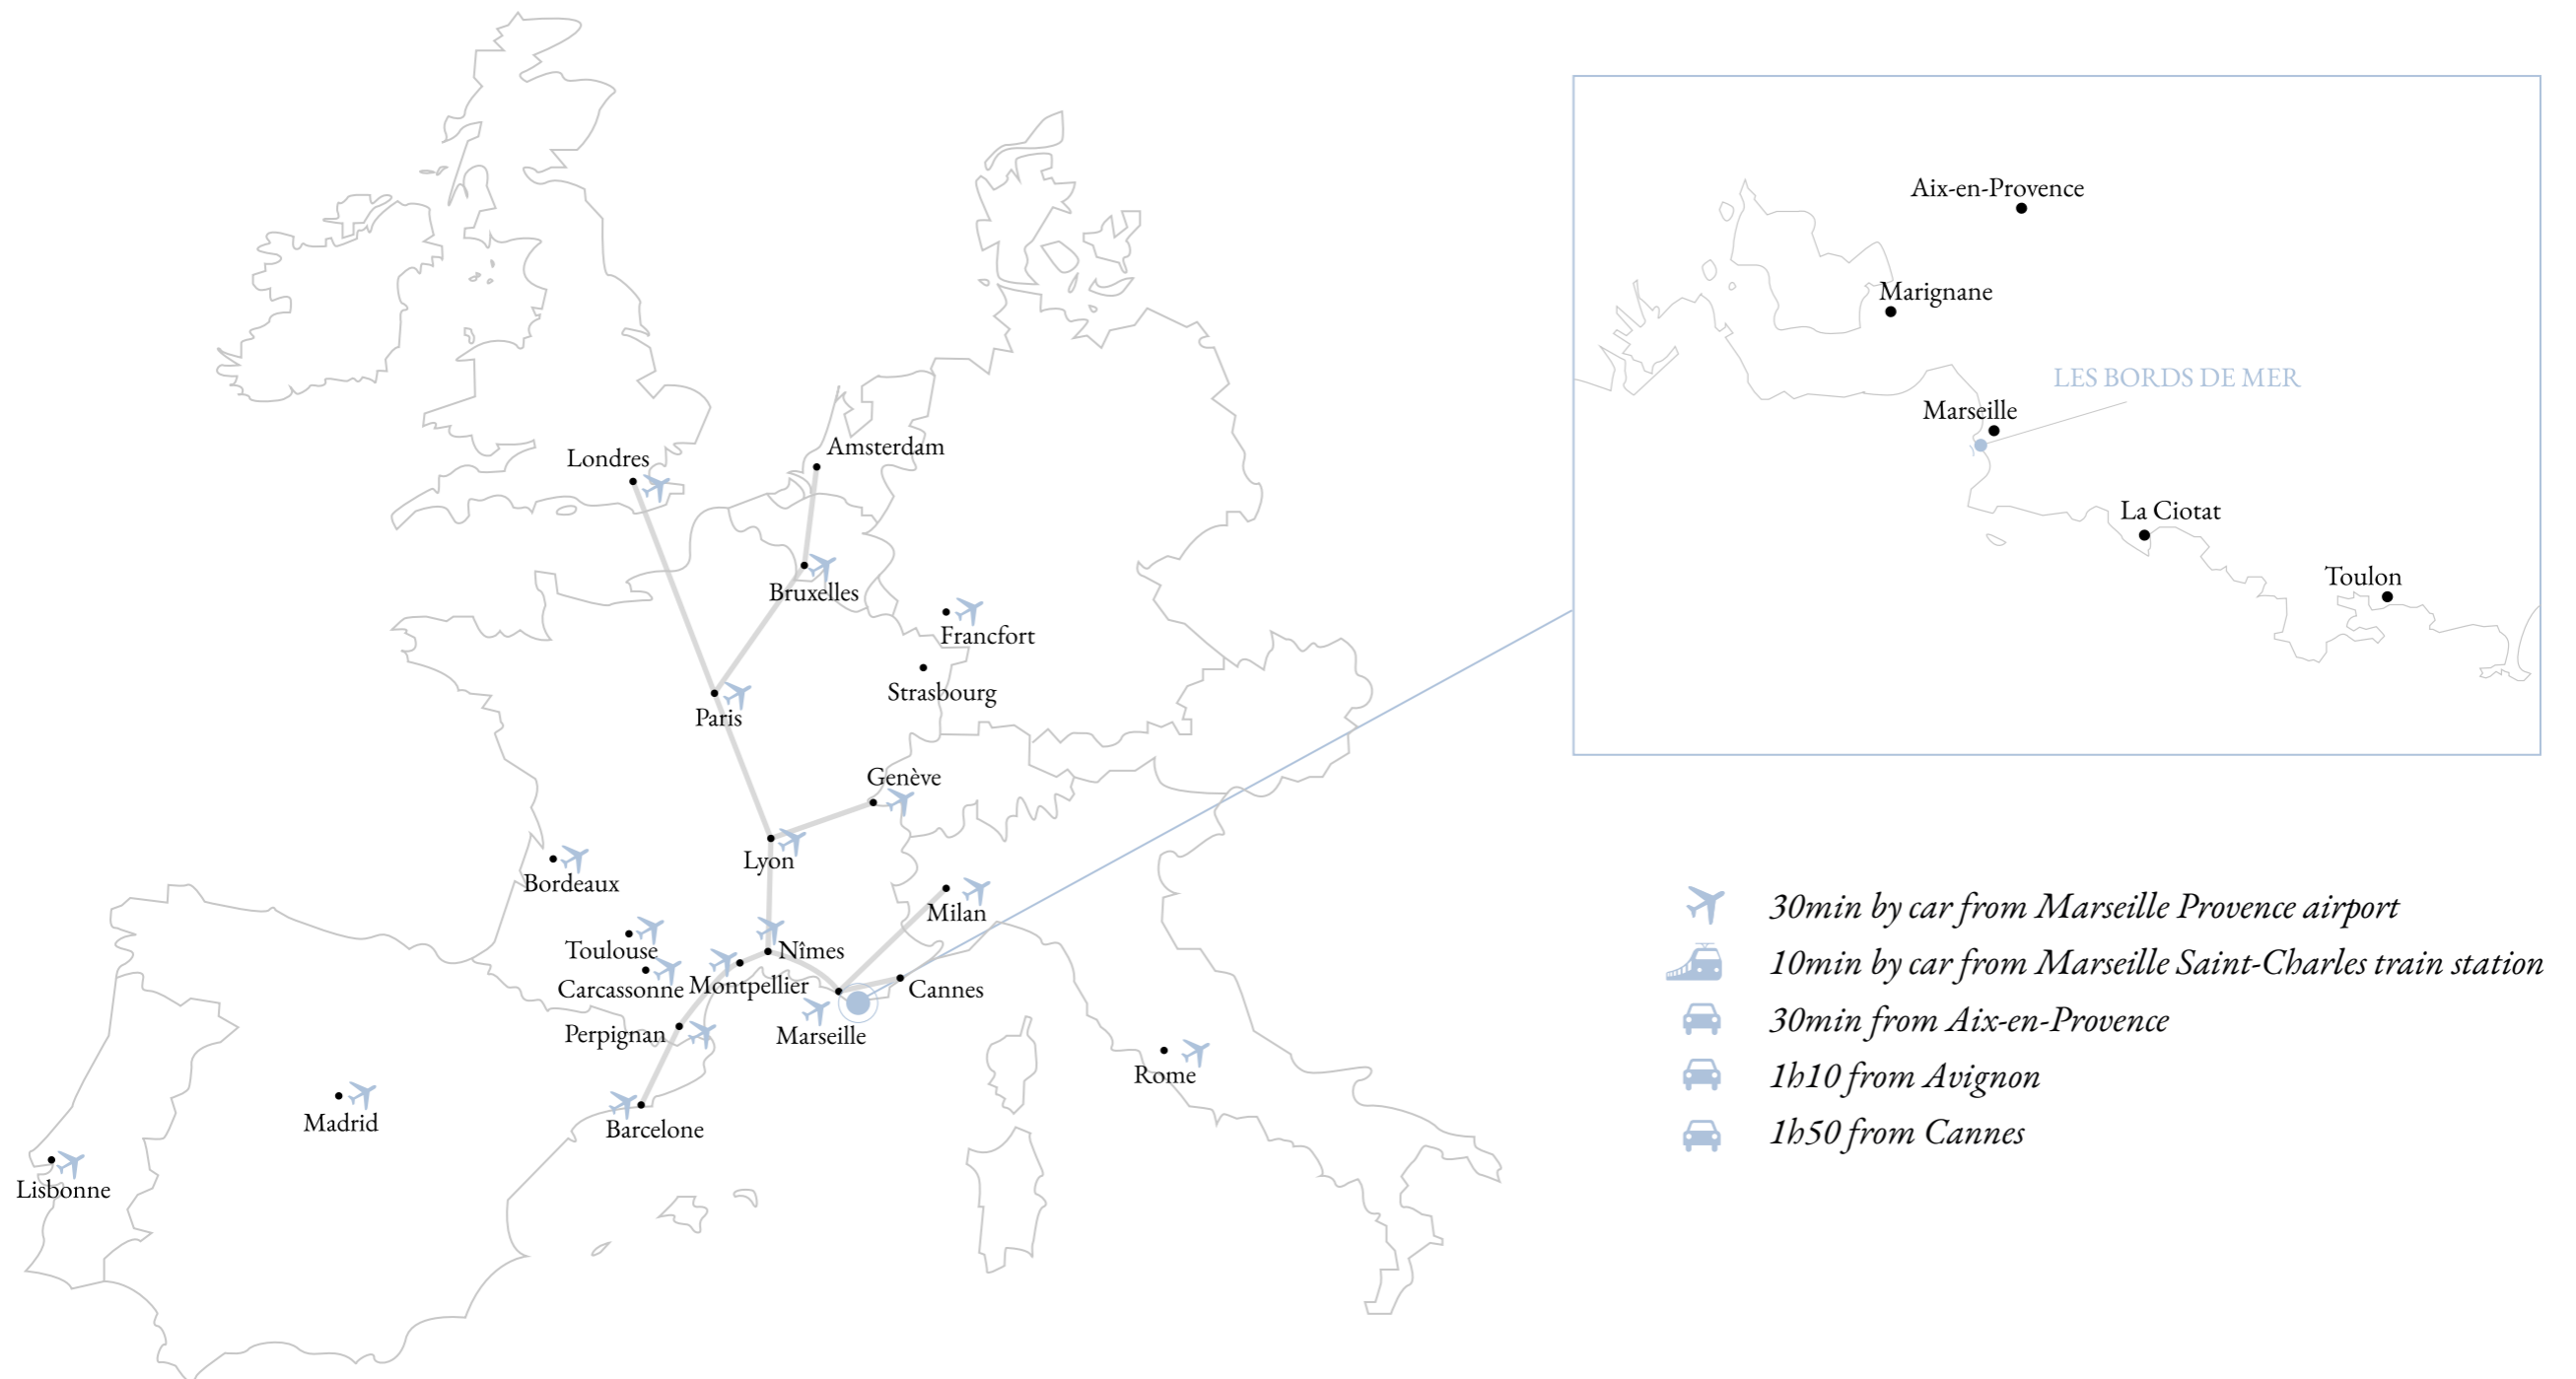 Aix-en-Provence
Marignane
LES BORDS DE MER
Marseille
La Ciotat
Toulon
Londres
Amsterdam
Bruxelles
Francfort
Strasbourg
Paris
Genève
Lyon
Bordeaux
Milan
Toulouse
Nîmes
Carcassonne
Montpellier
Cannes
Perpignan
Marseille
Rome
Madrid
Barcelone
Lisbonne
30min by car from Marseille Provence airport
10min by car from Marseille Saint-Charles train station
30min from Aix-en-Provence
1h10 from Avignon
1h50 from Cannes